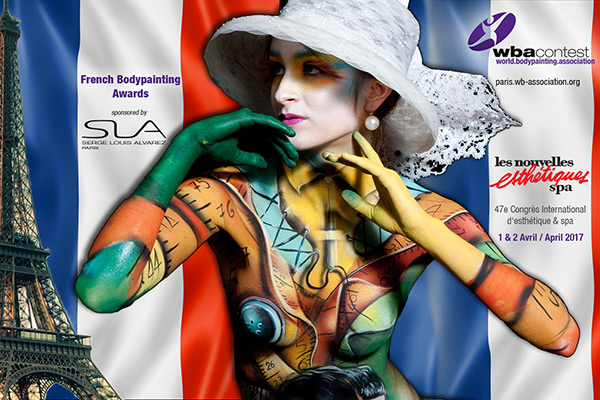 French Bodypainting
Awards
sponsored by
SLA
SERGE LOUIS ALVAREZ
PARIS
wbacontest
world.bodypainting.association
paris.wb-association.org
les nouvelles
esthétiques
spa
47e Congrès International
d'esthétique & spa
1 & 2 Avril / April 2017